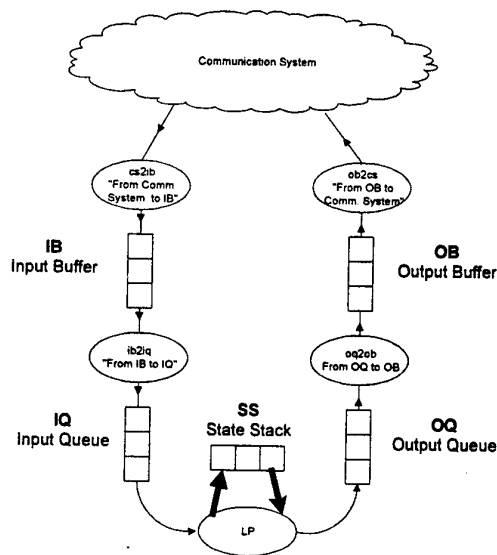 Communication System
cs2ib
"From Comm
System to IB"
ob2cs
"From OB to
Comm. System"
IB
Input Buffer
OB
Output Buffer
ib2iq
"From IB to IQ"
oq2ob
From OQ to OB
IQ
Input Queue
SS
State Stack
OQ
Output Queue
LP